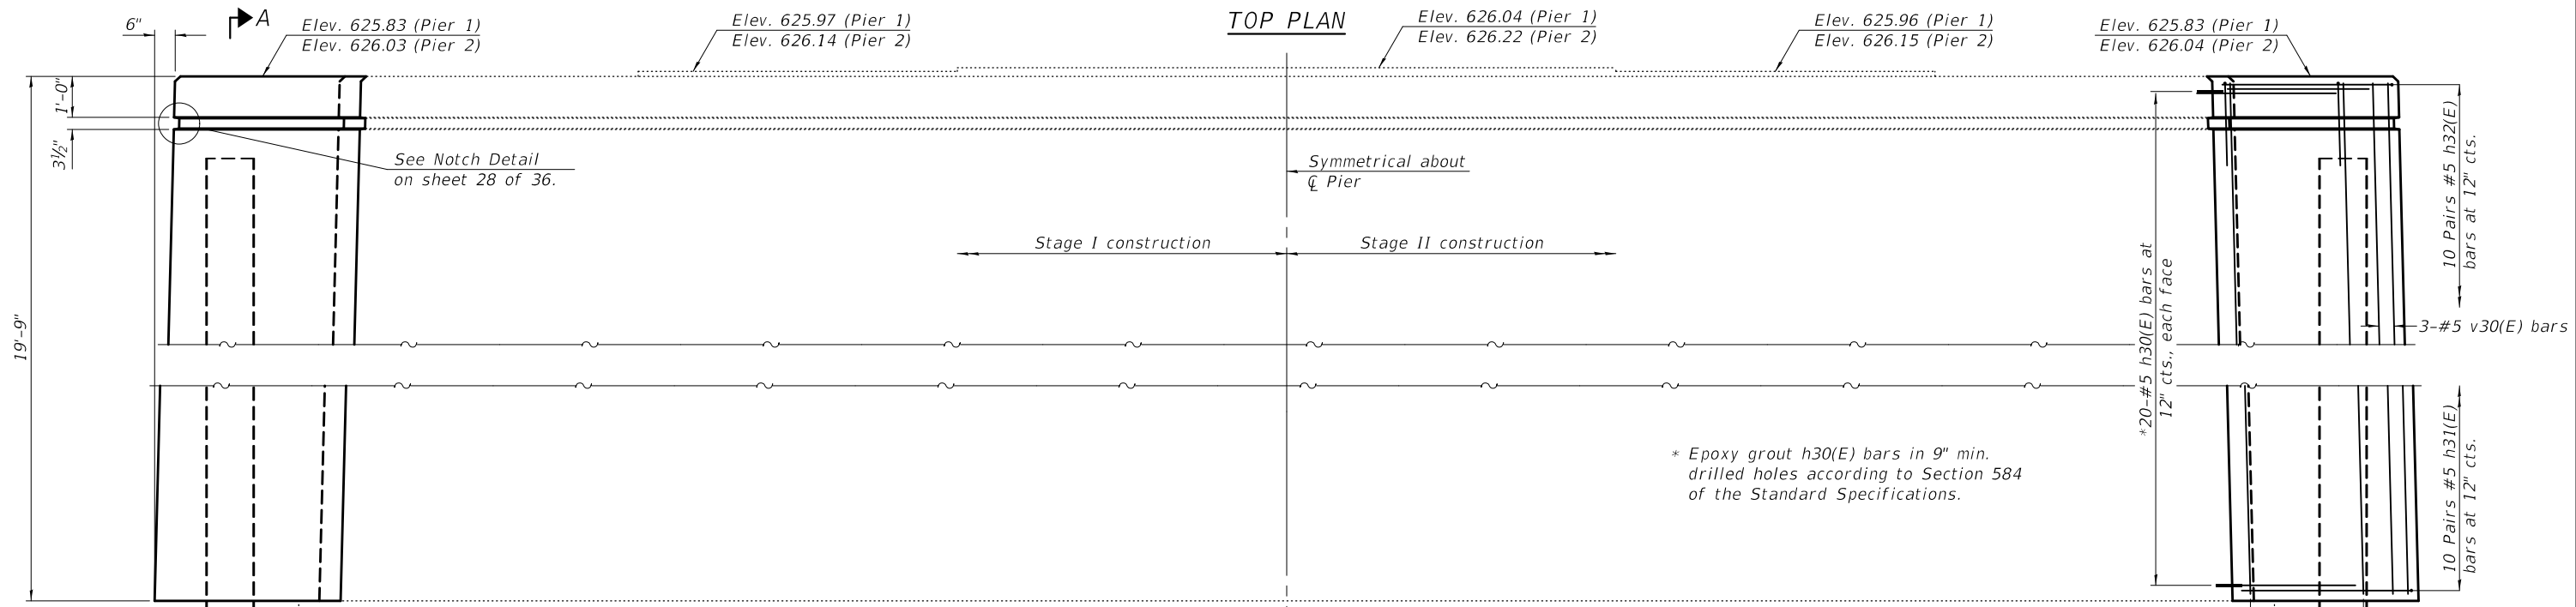 TOP PLAN
6"
A
Elev. 625.83 (Pier 1)
Elev. 626.03 (Pier 2)
Elev. 625.97 (Pier 1)
Elev. 626.14 (Pier 2)
Elev. 626.04 (Pier 1)
Elev. 626.22 (Pier 2)
Elev. 625.96 (Pier 1)
Elev. 626.15 (Pier 2)
Elev. 625.83 (Pier 1)
Elev. 626.04 (Pier 2)
1'-0"
3½"
19'-9"
See Notch Detail
on sheet 28 of 36.
Symmetrical about
℄ Pier
Stage I construction
Stage II construction
10 Pairs #5 h32(E)
bars at 12" cts.
3-#5 v30(E) bars
*20-#5 h30(E) bars at
12" cts., each face
10 Pairs #5 h31(E)
bars at 12" cts.
* Epoxy grout h30(E) bars in 9" min.
drilled holes according to Section 584
of the Standard Specifications.